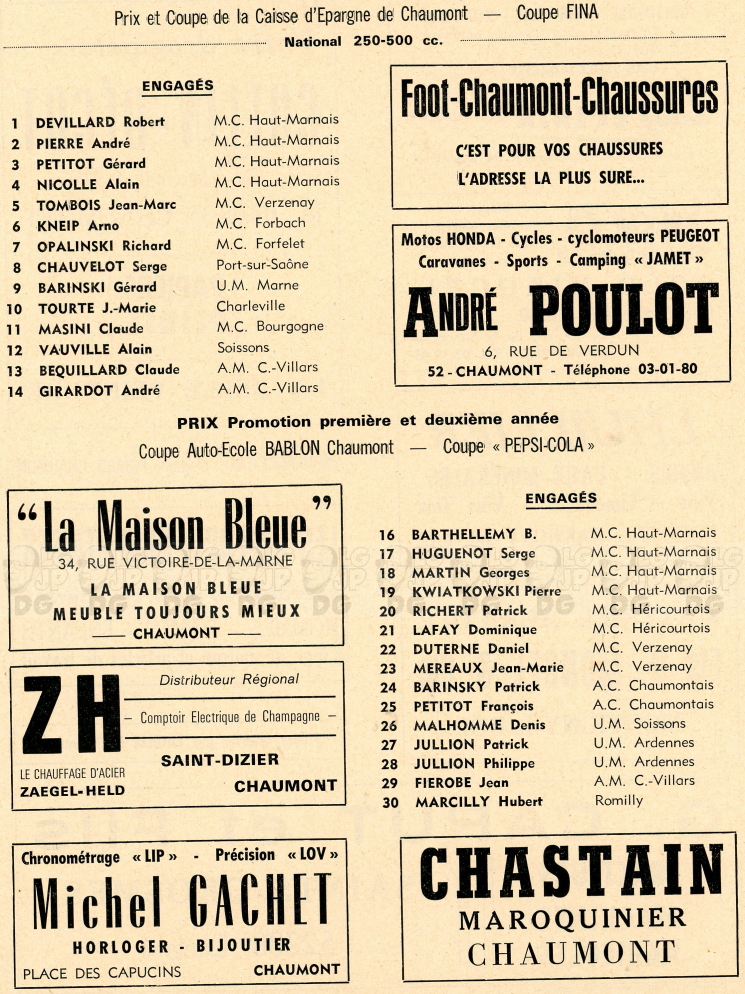 Prix et Coupe de la Caisse d'Epargne de Chaumont — Coupe FINA
National 250-500 cc.
ENGAGÉS
1 DEVILLARD Robert M.C. Haut-Marnais
2 PIERRE André M.C. Haut-Marnais
3 PETITOT Gérard M.C. Haut-Marnais
4 NICOLLE Alain M.C. Haut-Marnais
5 TOMBOIS Jean-Marc M.C. Verzenay
6 KNEIP Arno M.C. Forbach
7 OPALINSKI Richard M.C. Forfelet
8 CHAUVELOT Serge Port-sur-Saône
9 BARINSKI Gérard U.M. Marne
10 TOURTE J.-Marie Charleville
11 MASINI Claude M.C. Bourgogne
12 VAUVILLE Alain Soissons
13 BEQUILLARD Claude A.M. C.-Villars
14 GIRARDOT André A.M. C.-Villars
Foot-Chaumont-Chaussures
C'EST POUR VOS CHAUSSURES
L'ADRESSE LA PLUS SURE...
Motos HONDA - Cycles - cyclomoteurs PEUGEOT
Caravanes - Sports - Camping « JAMET »
ANDRÉ POULOT
6, RUE DE VERDUN
52 - CHAUMONT - Téléphone 03-01-80
PRIX Promotion première et deuxième année
Coupe Auto-Ecole BABLON Chaumont — Coupe « PEPSI-COLA »
“La Maison Bleue”
34, RUE VICTOIRE-DE-LA-MARNE
LA MAISON BLEUE
MEUBLE TOUJOURS MIEUX
CHAUMONT
ZH
Distributeur Régional
– Comptoir Electrique de Champagne –
SAINT-DIZIER
CHAUMONT
LE CHAUFFAGE D'ACIER
ZAEGEL-HELD
Chronométrage « LIP » - Précision « LOV »
Michel GACHET
HORLOGER - BIJOUTIER
PLACE DES CAPUCINS CHAUMONT
ENGAGÉS
16 BARTHELLEMY B. M.C. Haut-Marnais
17 HUGUENOT Serge M.C. Haut-Marnais
18 MARTIN Georges M.C. Haut-Marnais
19 KWIATKOWSKI Pierre M.C. Haut-Marnais
20 RICHERT Patrick M.C. Héricourtois
21 LAFAY Dominique M.C. Héricourtois
22 DUTERNE Daniel M.C. Verzenay
23 MEREAUX Jean-Marie M.C. Verzenay
24 BARINSKY Patrick A.C. Chaumontais
25 PETITOT François A.C. Chaumontais
26 MALHOMME Denis U.M. Soissons
27 JULLION Patrick U.M. Ardennes
28 JULLION Philippe U.M. Ardennes
29 FIEROBE Jean A.M. C.-Villars
30 MARCILLY Hubert Romilly
CHASTAIN
MAROQUINIER
CHAUMONT